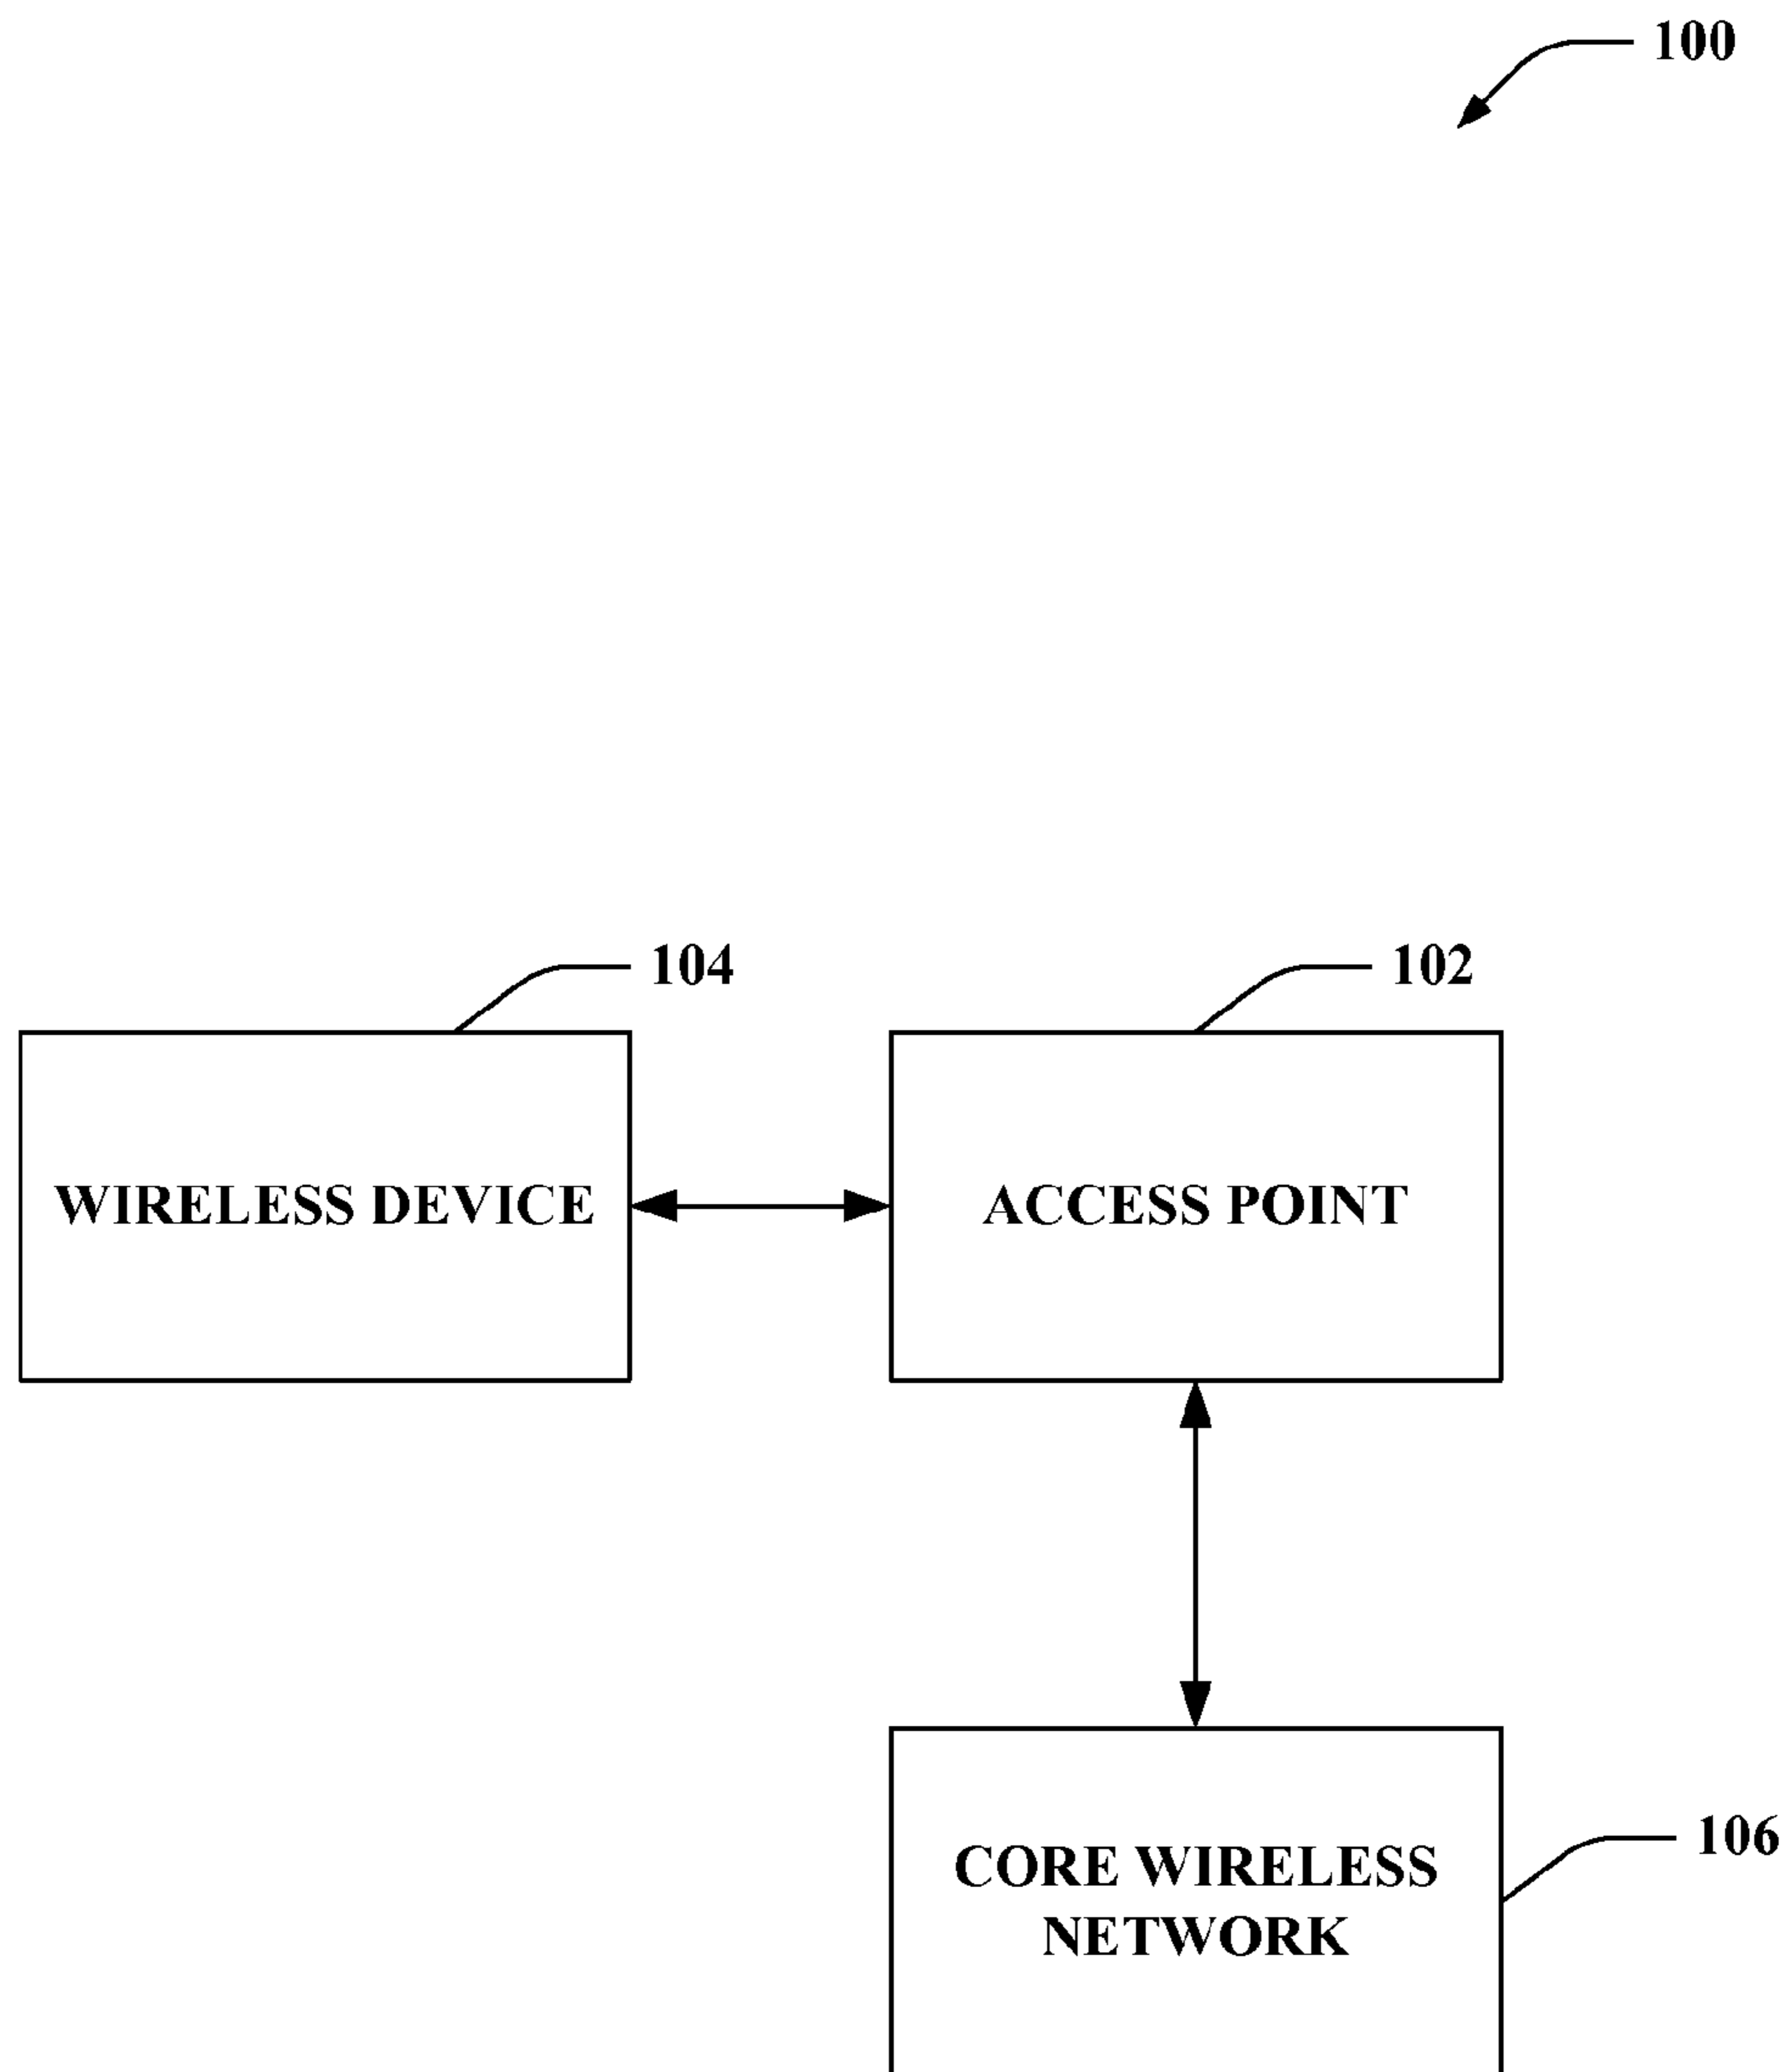 100
104
102
WIRELESS DEVICE
ACCESS POINT
CORE WIRELESS
NETWORK
106